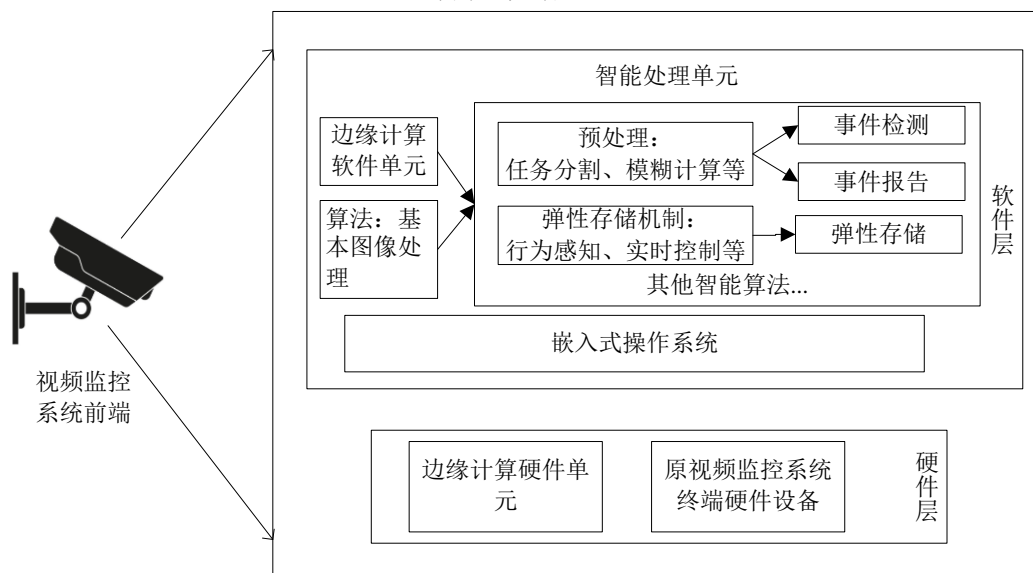 智能处理单元
边缘计算
软件单元
算法：基
本图像处
理
预处理：
任务分割、模糊计算等
事件检测
事件报告
弹性存储机制：
行为感知、实时控制等
弹性存储
其他智能算法...
嵌入式操作系统
软件层
视频监控
系统前端
边缘计算硬件单
元
原视频监控系统
终端硬件设备
硬件层